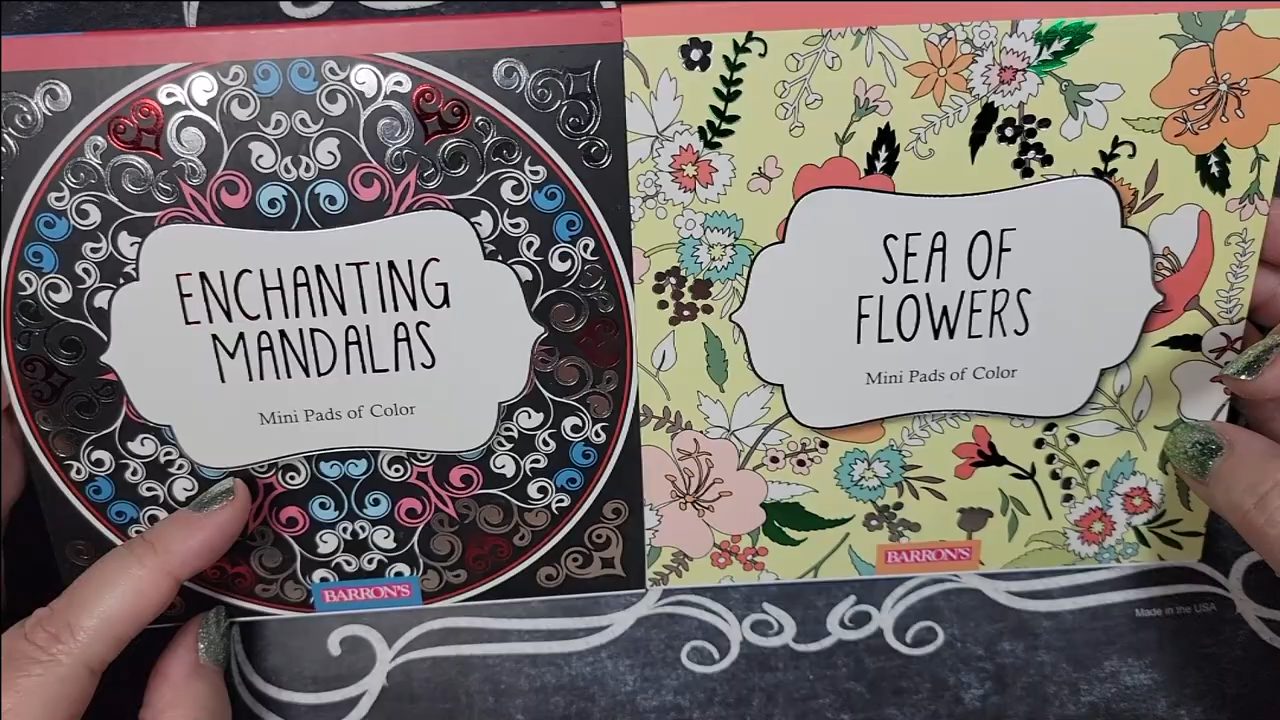 ENCHANTING
MANDALAS
Mini Pads of Color
BARRON'S
SEA OF
FLOWERS
Mini Pads of Color
BARRON'S
Made in the USA